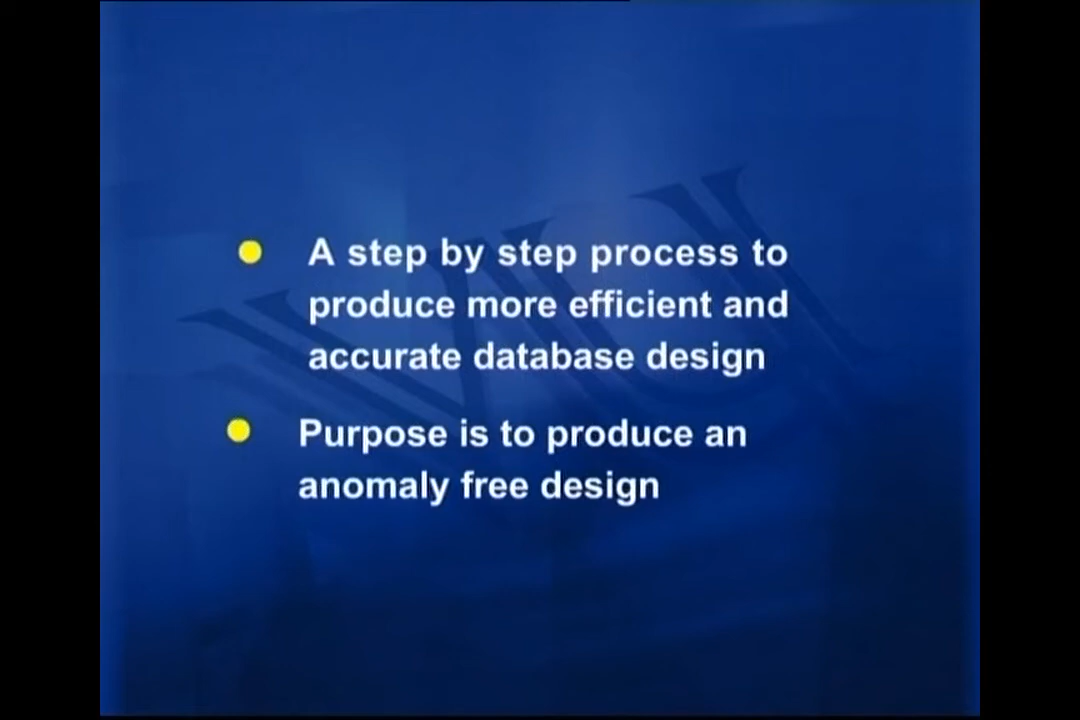 A step by step process to
produce more efficient and
accurate database design
Purpose is to produce an
anomaly free design